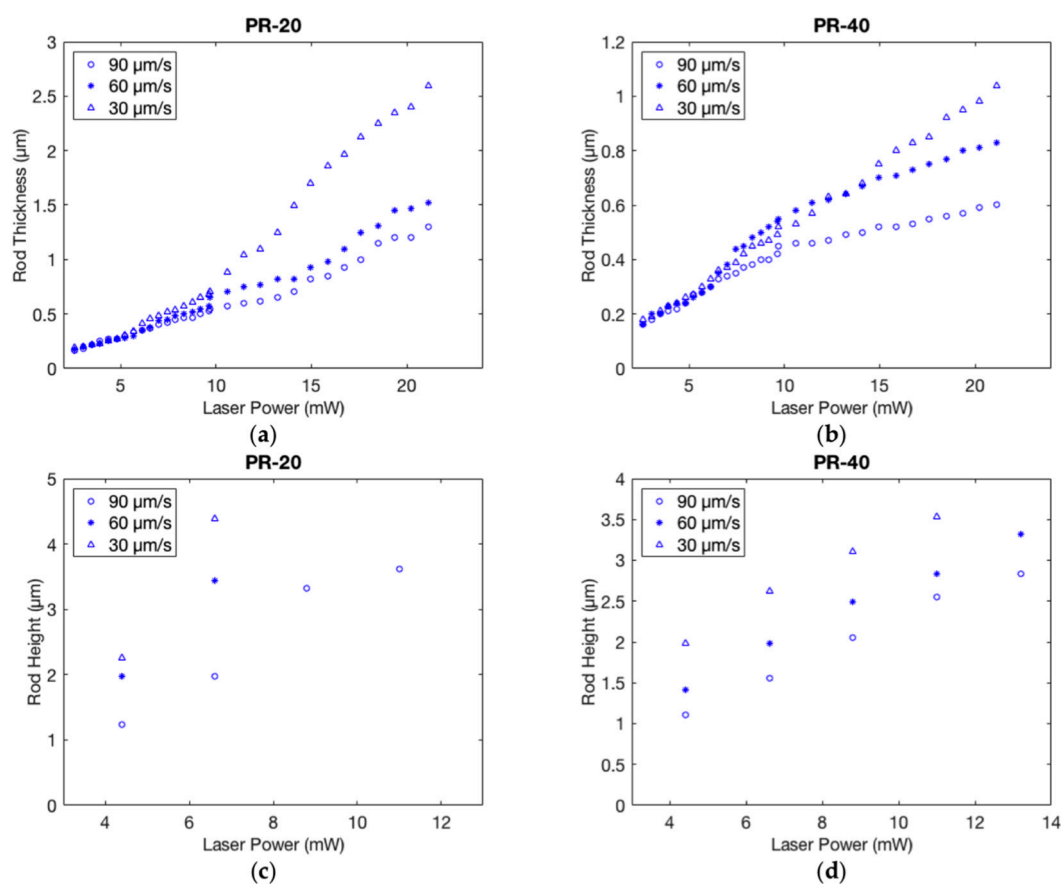 PR-20
3
2.5
2
1.5
1
0.5
0
Rod Thickness (µm)
90 µm/s
60 µm/s
30 µm/s
5 10 15 20
Laser Power (mW)
(a)
PR-40
1.2
1
0.8
0.6
0.4
0.2
0
Rod Thickness (µm)
90 µm/s
60 µm/s
30 µm/s
5 10 15 20
Laser Power (mW)
(b)
PR-20
5
4
3
2
1
0
Rod Height (µm)
90 µm/s
60 µm/s
30 µm/s
4 6 8 10 12
Laser Power (mW)
(c)
PR-40
4
3.5
3
2.5
2
1.5
1
0.5
0
Rod Height (µm)
90 µm/s
60 µm/s
30 µm/s
4 6 8 10 12 14
Laser Power (mW)
(d)